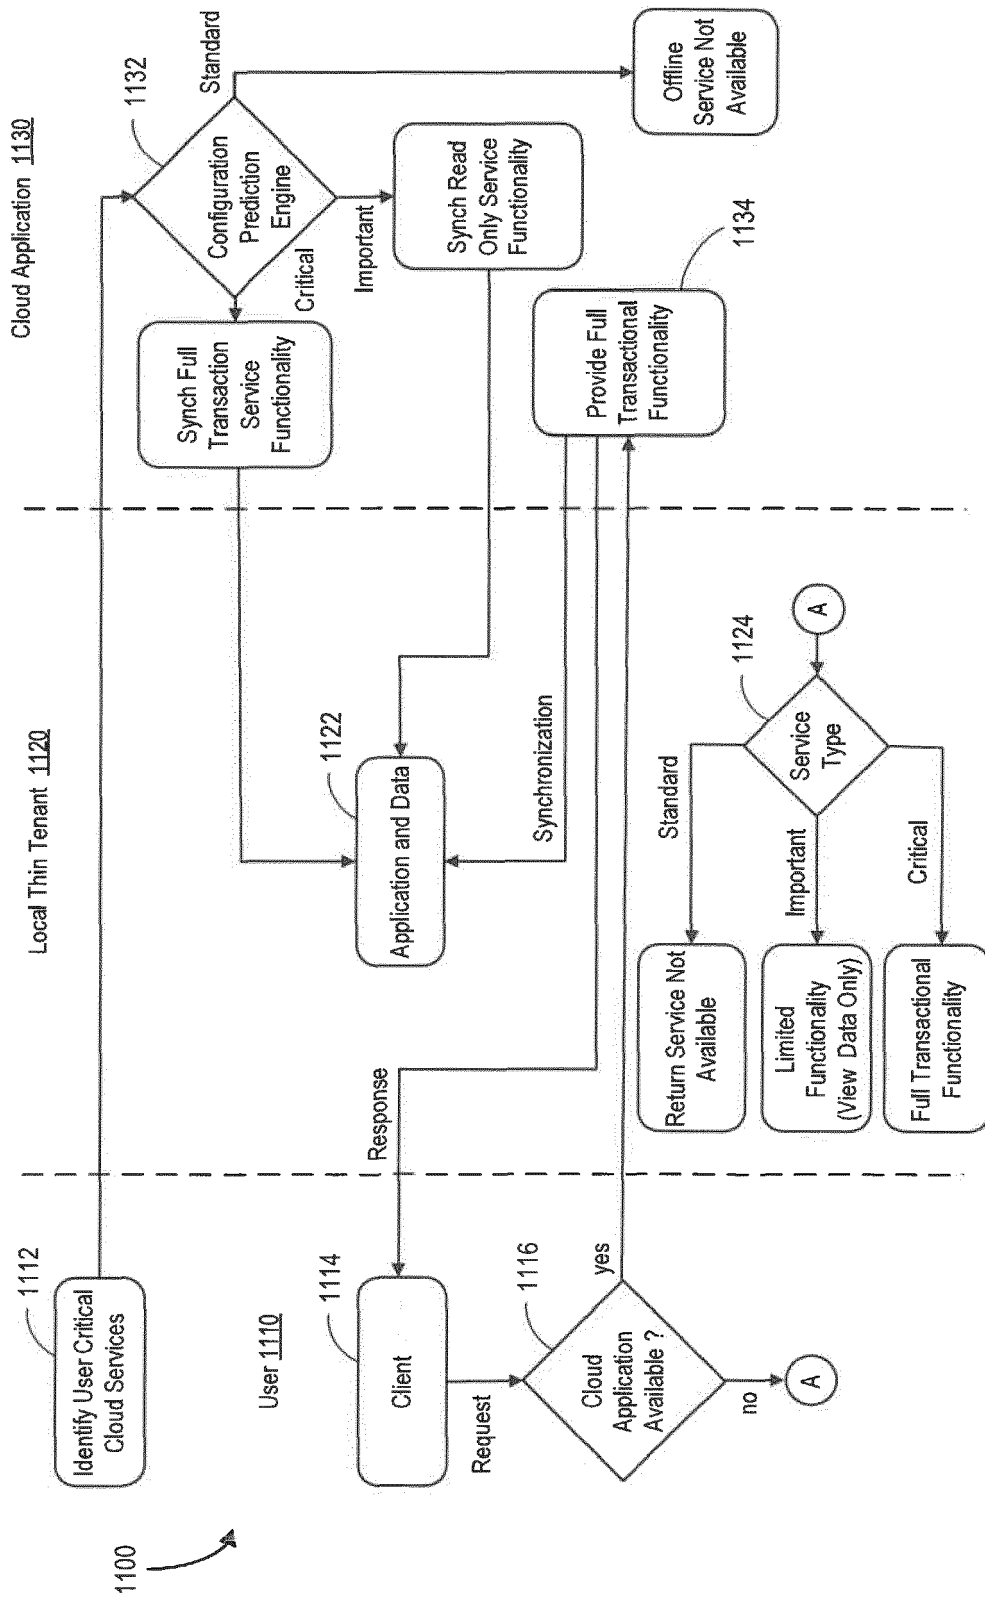 1100
User 1110
Local Thin Tenant 1120
Cloud Application 1130
1112
Identify User Critical
Cloud Services
1114
Client
Request
1116
Cloud
Application
Available ?
yes
no
A
Response
1122
Application and Data
Synchronization
A
1124
Service
Type
Standard
Important
Critical
Return Service Not
Available
Limited
Functionality
(View Data Only)
Full Transactional
Functionality
1132
Configuration
Prediction
Engine
Critical
Important
Standard
Synch Full
Transaction
Service
Functionality
Synch Read
Only Service
Functionality
Offline
Service Not
Available
1134
Provide Full
Transactional
Functionality